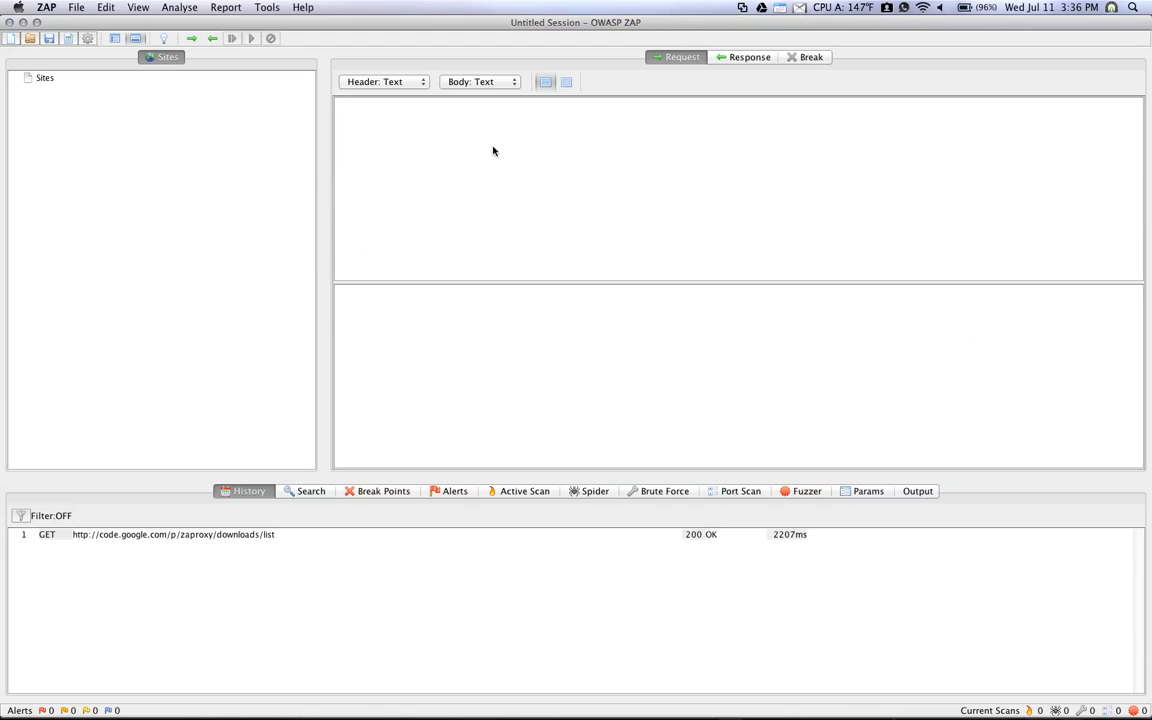 ZAP File Edit View Analyse Report Tools Help CPU A: 147°F (96%) Wed Jul 11 3:36 PM
Untitled Session – OWASP ZAP
Sites
Sites
Request Response Break
Header: Text Body: Text
History Search Break Points Alerts Active Scan Spider Brute Force Port Scan Fuzzer Params Output
Filter:OFF
1 GET http://code.google.com/p/zaproxy/downloads/list 200 OK 2207ms
Alerts 0 0 0 0 Current Scans 0 0 0 0 0